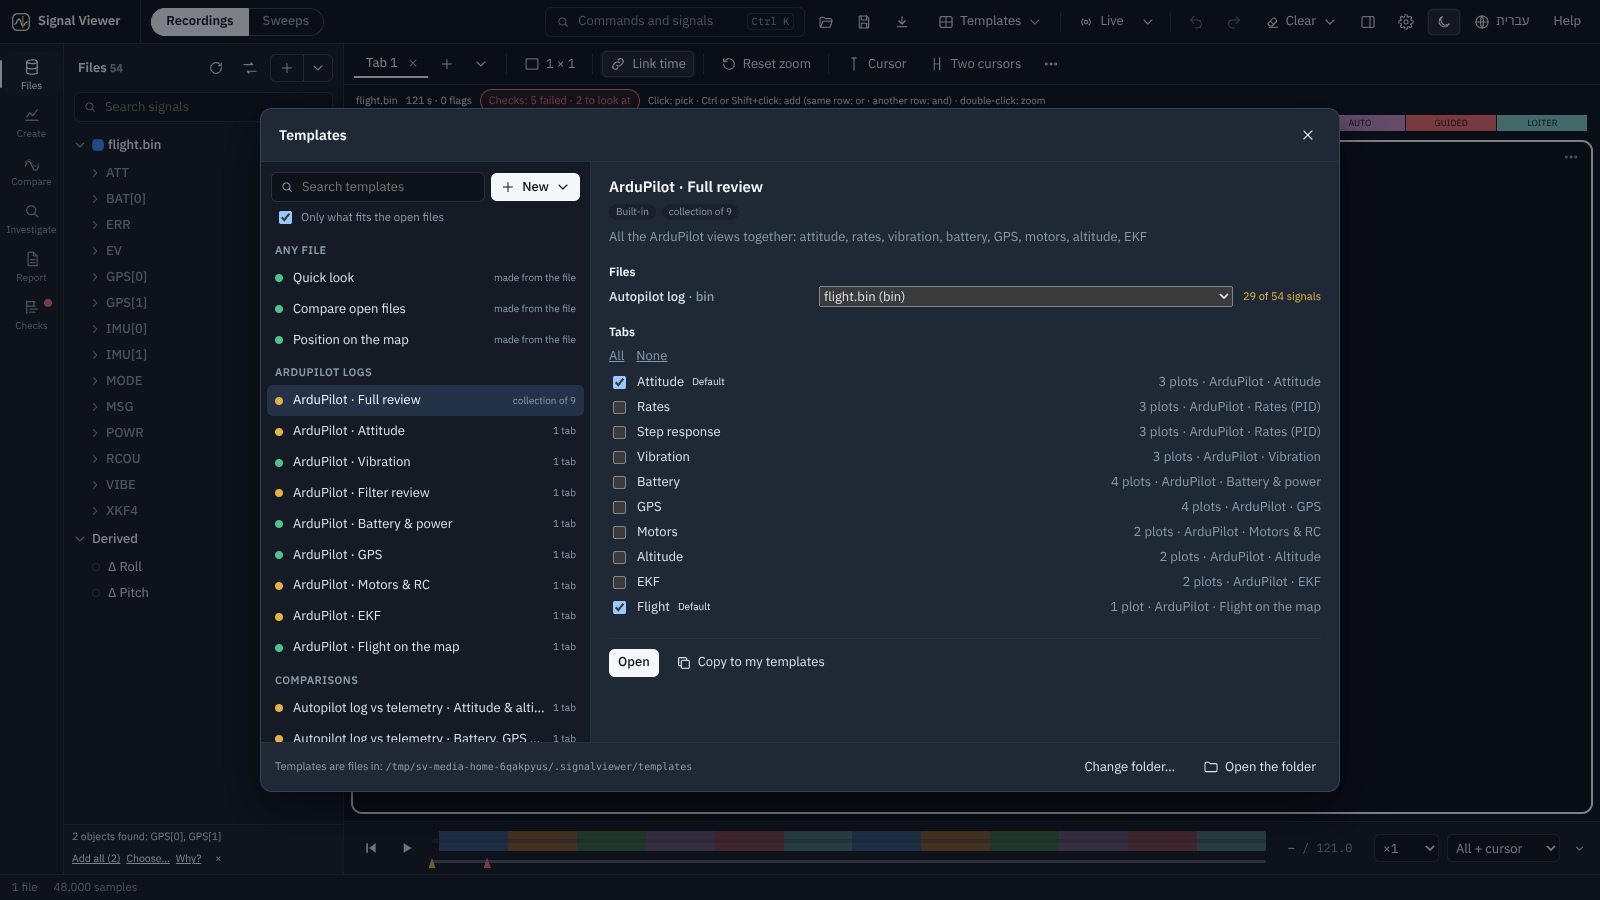 Signal Viewer
Recordings
Sweeps
Commands and signals
Ctrl K
Templates
Live
Clear
עברית
Help
Files 54
Tab 1 ×
1 × 1
Link time
Reset zoom
Cursor
Two cursors
Files
Create
Compare
Investigate
Report
Checks
Search signals
flight.bin 121 s · 0 flags
Checks: 5 failed · 2 to look at
Click: pick · Ctrl or Shift+click: add (same row: or · another row: and) · double-click: zoom
AUTO
GUIDED
LOITER
flight.bin
ATT
BAT[0]
ERR
EV
GPS[0]
GPS[1]
IMU[0]
IMU[1]
MODE
MSG
POWR
RCOU
VIBE
XKF4
Derived
Δ Roll
Δ Pitch
Templates
Search templates
New
Only what fits the open files
ANY FILE
Quick look made from the file
Compare open files made from the file
Position on the map made from the file
ARDUPILOT LOGS
ArduPilot · Full review collection of 9
ArduPilot · Attitude 1 tab
ArduPilot · Vibration 1 tab
ArduPilot · Filter review 1 tab
ArduPilot · Battery & power 1 tab
ArduPilot · GPS 1 tab
ArduPilot · Motors & RC 1 tab
ArduPilot · EKF 1 tab
ArduPilot · Flight on the map 1 tab
COMPARISONS
Autopilot log vs telemetry · Attitude & alti... 1 tab
Autopilot log vs telemetry · Battery, GPS ... 1 tab
ArduPilot · Full review
Built-in
collection of 9
All the ArduPilot views together: attitude, rates, vibration, battery, GPS, motors, altitude, EKF
Files
Autopilot log · bin
flight.bin (bin)
29 of 54 signals
Tabs
All None
Attitude Default 3 plots · ArduPilot · Attitude
Rates 3 plots · ArduPilot · Rates (PID)
Step response 3 plots · ArduPilot · Rates (PID)
Vibration 3 plots · ArduPilot · Vibration
Battery 4 plots · ArduPilot · Battery & power
GPS 4 plots · ArduPilot · GPS
Motors 2 plots · ArduPilot · Motors & RC
Altitude 2 plots · ArduPilot · Altitude
EKF 2 plots · ArduPilot · EKF
Flight Default 1 plot · ArduPilot · Flight on the map
Open
Copy to my templates
Templates are files in: /tmp/sv-media-home-6qakpyus/.signalviewer/templates
Change folder...
Open the folder
2 objects found: GPS[0], GPS[1]
Add all (2) Choose... Why? ×
– / 121.0
×1
All + cursor
1 file 48,000 samples